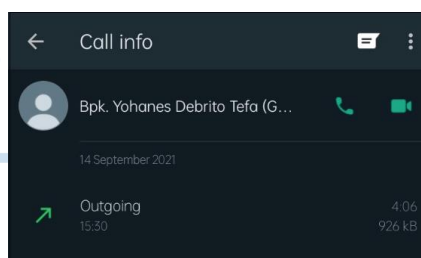 Call info
Bpk. Yohanes Debrito Tefa (G...
14 September 2021
Outgoing
4:06
15:30
926 kB